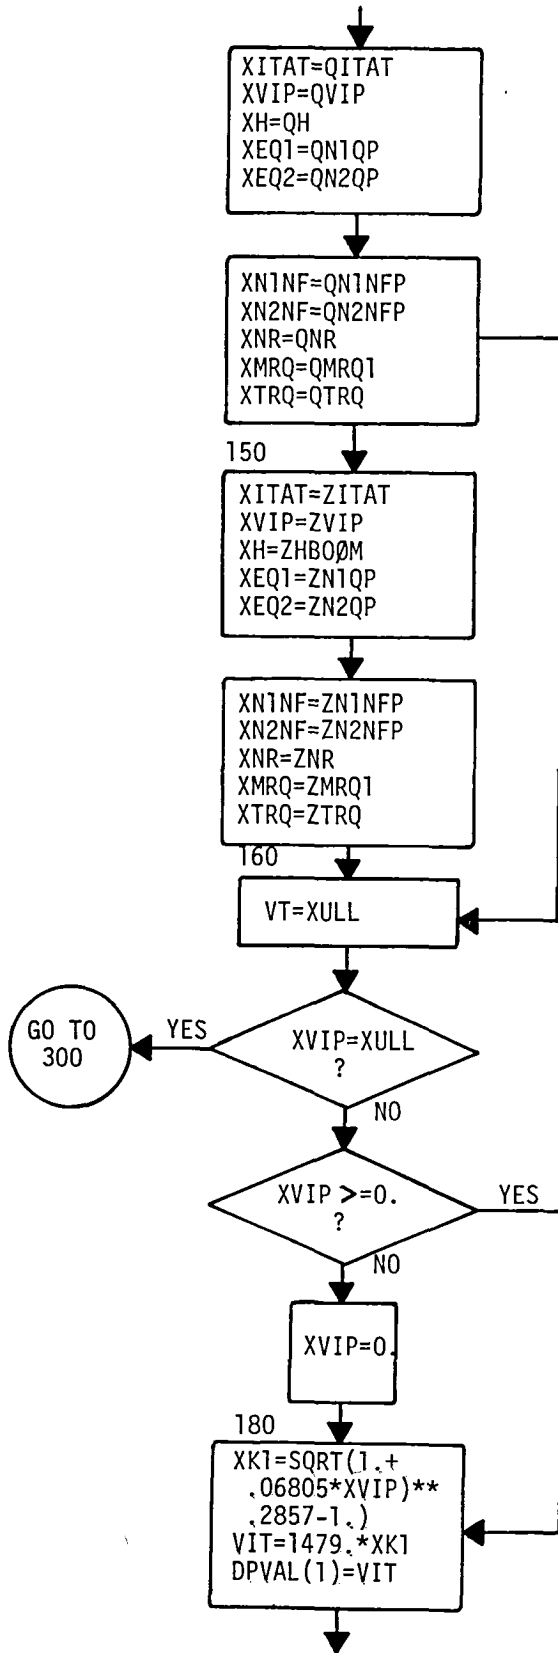 XITAT=QITAT
XVIP=QVIP
XH=QH
XEQ1=QN1QP
XEQ2=QN2QP
XN1NF=QN1NFP
XN2NF=QN2NFP
XNR=QNR
XMRQ=QMRQ1
XTRQ=QTRQ
150
XITAT=ZITAT
XVIP=ZVIP
XH=ZHBOØM
XEQ1=ZN1QP
XEQ2=ZN2QP
XN1NF=ZN1NFP
XN2NF=ZN2NFP
XNR=ZNR
XMRQ=ZMRQ1
XTRQ=ZTRQ
160
VT=XULL
XVIP=XULL
?
YES
GO TO
300
NO
XVIP >=0.
?
YES
NO
XVIP=0.
180
XK1=SQRT(1.+
.06805*XVIP)**
.2857-1.)
VIT=1479.*XK1
DPVAL(1)=VIT